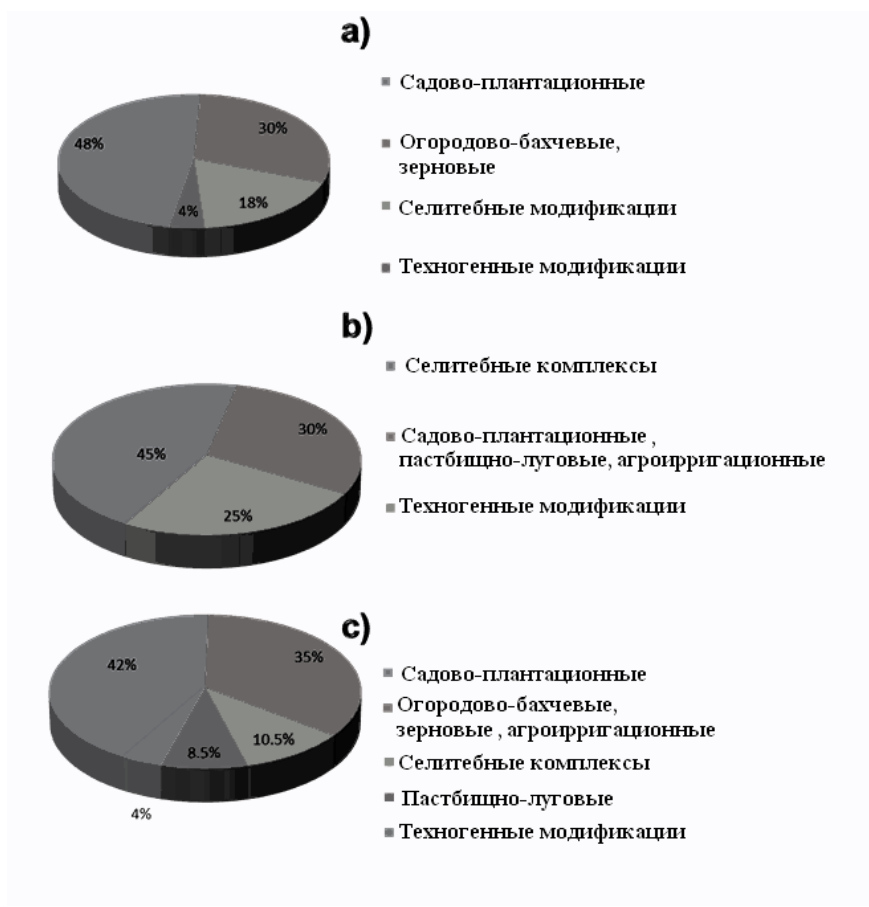 a)
Садово-плантационные
Огородово-бахчевые,
зерновые
Селитебные модификации
Техногенные модификации
48%
30%
4%
18%
b)
Селитебные комплексы
Садово-плантационные ,
пастбищно-луговые, агроирригационные
Техногенные модификации
45%
30%
25%
c)
Садово-плантационные
Огородово-бахчевые,
зерновые , агроирригационные
Селитебные комплексы
Пастбищно-луговые
Техногенные модификации
42%
35%
8.5%
10.5%
4%